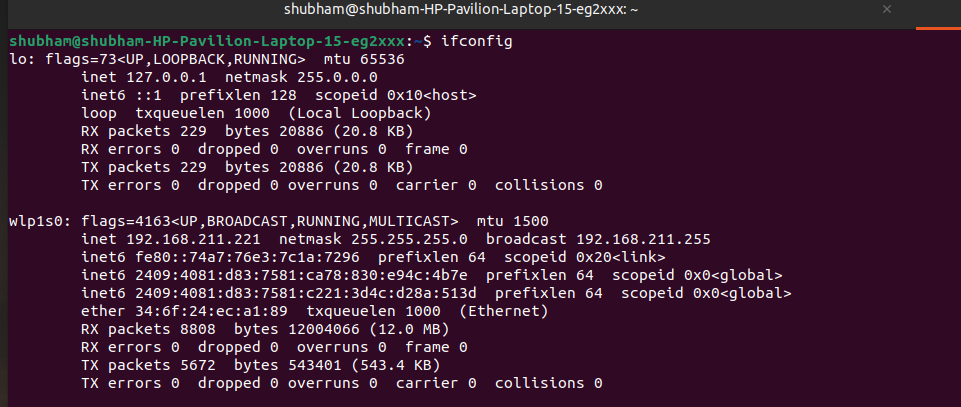 shubham@shubham-HP-Pavilion-Laptop-15-eg2xxx: ~
shubham@shubham-HP-Pavilion-Laptop-15-eg2xxx:~$ ifconfig
lo: flags=73<UP,LOOPBACK,RUNNING>  mtu 65536
        inet 127.0.0.1  netmask 255.0.0.0
        inet6 ::1  prefixlen 128  scopeid 0x10<host>
        loop  txqueuelen 1000  (Local Loopback)
        RX packets 229  bytes 20886 (20.8 KB)
        RX errors 0  dropped 0  overruns 0  frame 0
        TX packets 229  bytes 20886 (20.8 KB)
        TX errors 0  dropped 0 overruns 0  carrier 0  collisions 0
wlp1s0: flags=4163<UP,BROADCAST,RUNNING,MULTICAST>  mtu 1500
        inet 192.168.211.221  netmask 255.255.255.0  broadcast 192.168.211.255
        inet6 fe80::74a7:76e3:7c1a:7296  prefixlen 64  scopeid 0x20<link>
        inet6 2409:4081:d83:7581:ca78:830:e94c:4b7e  prefixlen 64  scopeid 0x0<global>
        inet6 2409:4081:d83:7581:c221:3d4c:d28a:513d  prefixlen 64  scopeid 0x0<global>
        ether 34:6f:24:ec:a1:89  txqueuelen 1000  (Ethernet)
        RX packets 8808  bytes 12004066 (12.0 MB)
        RX errors 0  dropped 0  overruns 0  frame 0
        TX packets 5672  bytes 543401 (543.4 KB)
        TX errors 0  dropped 0 overruns 0  carrier 0  collisions 0